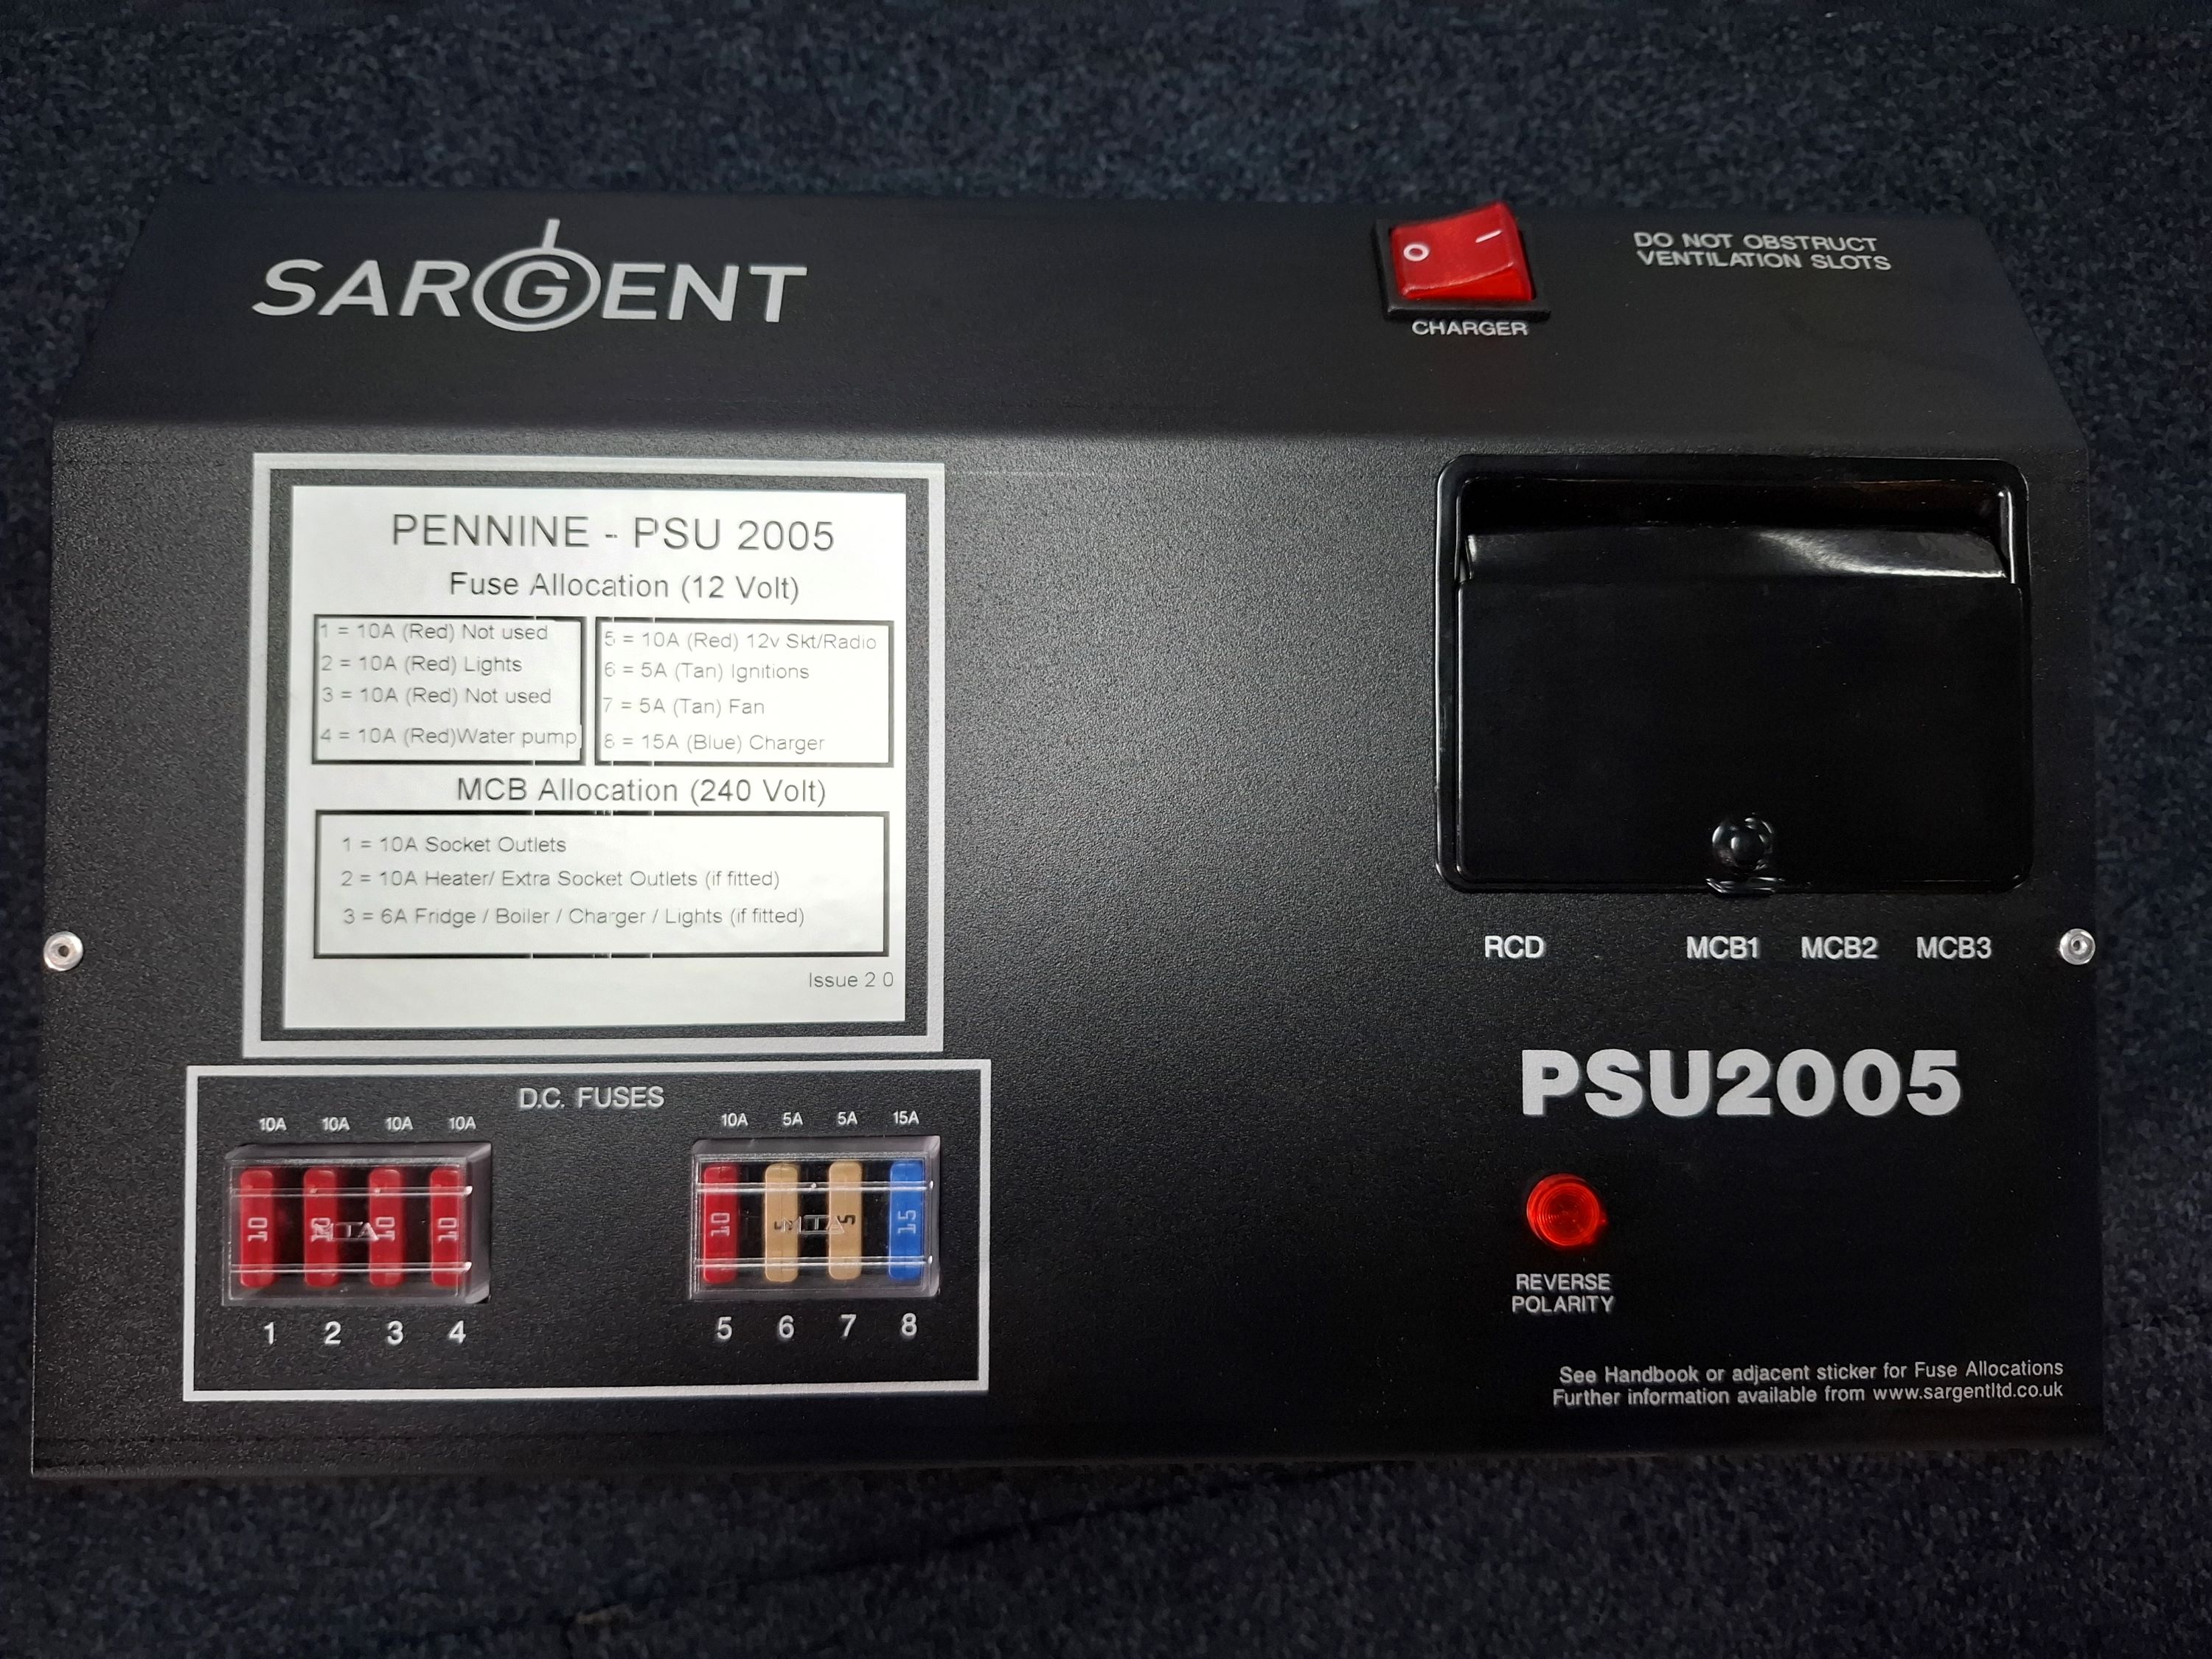 SARGENT
O I
CHARGER
DO NOT OBSTRUCT
VENTILATION SLOTS
PENNINE - PSU 2005
Fuse Allocation (12 Volt)
1 = 10A (Red) Not used
2 = 10A (Red) Lights
3 = 10A (Red) Not used
4 = 10A (Red)Water pump
5 = 10A (Red) 12v Skt/Radio
6 = 5A (Tan) Ignitions
7 = 5A (Tan) Fan
8 = 15A (Blue) Charger
MCB Allocation (240 Volt)
1 = 10A Socket Outlets
2 = 10A Heater/ Extra Socket Outlets (if fitted)
3 = 6A Fridge / Boiler / Charger / Lights (if fitted)
Issue 2 0
D.C. FUSES
10A 10A 10A 10A
10A 5A 5A 15A
10 10 10 10
MTA
10 5 5 15
MTA
1 2 3 4
5 6 7 8
RCD MCB1 MCB2 MCB3
PSU2005
REVERSE
POLARITY
See Handbook or adjacent sticker for Fuse Allocations
Further information available from www.sargentltd.co.uk